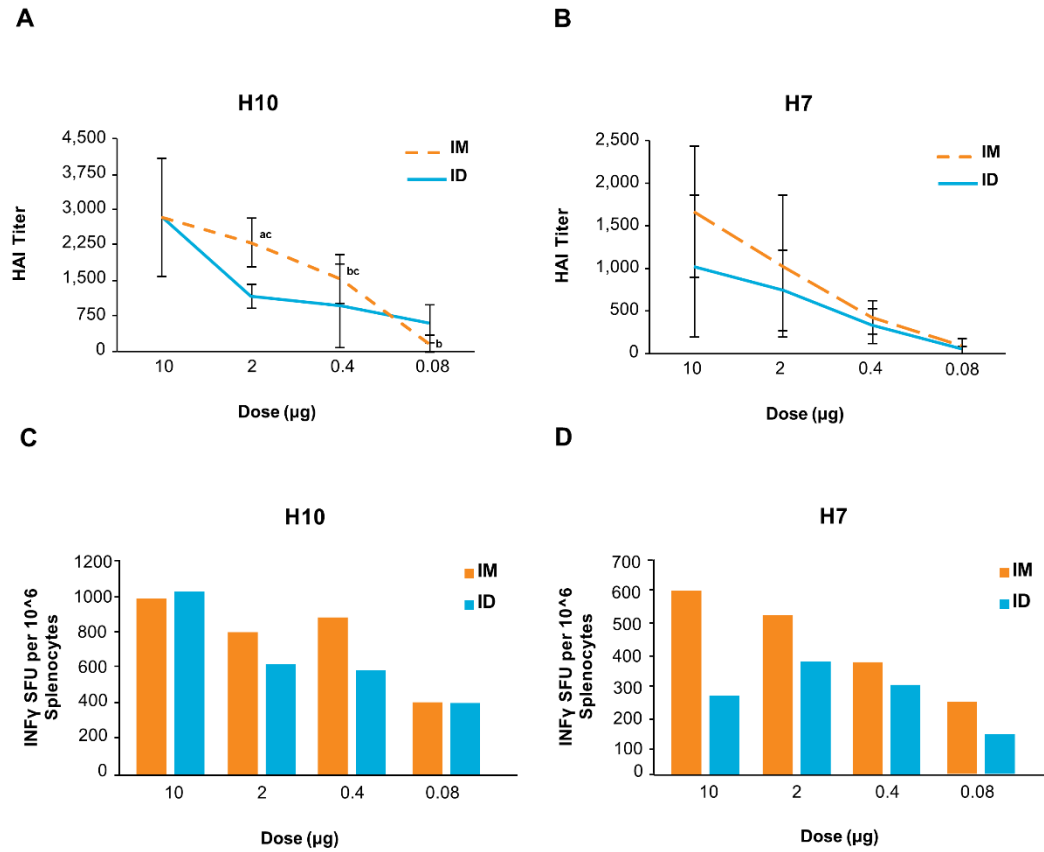 A
H10
4,500
3,750
3,000
2,250
1,500
750
0
HAI Titer
IM
ID
ac
bc
b
10 2 0.4 0.08
Dose (µg)
B
H7
2,500
2,000
1,500
1,000
500
0
HAI Titer
IM
ID
10 2 0.4 0.08
Dose (µg)
C
H10
1200
1000
800
600
400
200
0
INFγ SFU per 10^6
Splenocytes
IM
ID
10 2 0.4 0.08
Dose (µg)
D
H7
700
600
500
400
300
200
100
0
INFγ SFU per 10^6
Splenocytes
IM
ID
10 2 0.4 0.08
Dose (µg)